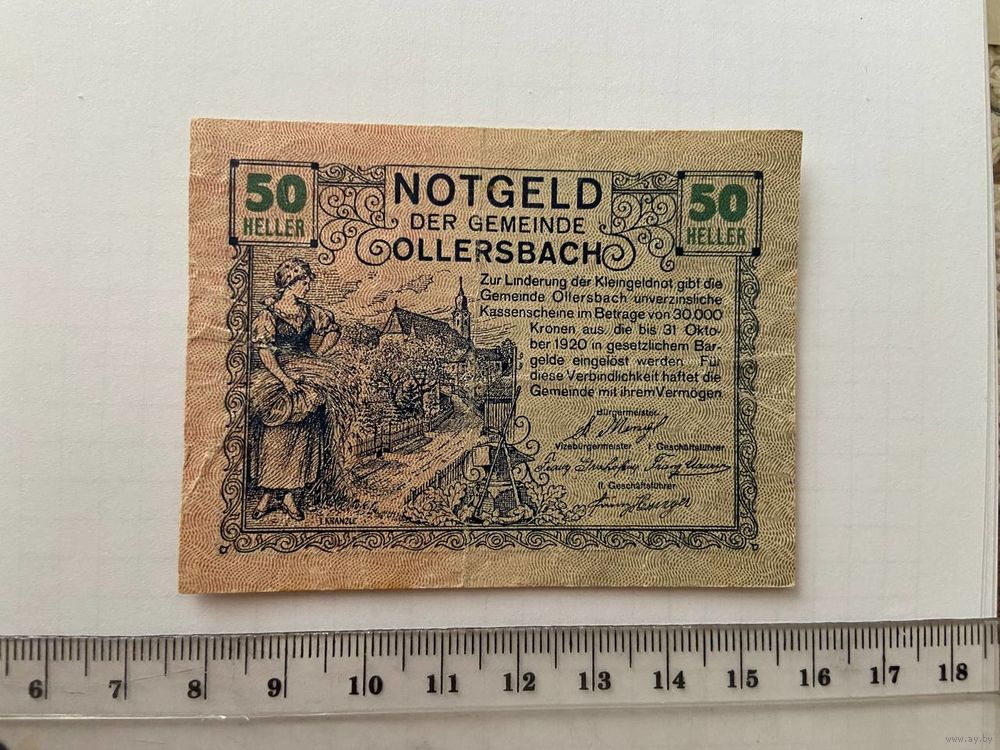 50
HELLER
NOTGELD
DER GEMEINDE
OLLERSBACH
50
HELLER
Zur Linderung der Kleingeldnot gibt die
Gemeinde Ollersbach unverzinsliche
Kassenscheine im Betrage von 30.000
Kronen aus, die bis 31 Okto-
ber 1920 in gesetzlichem Bar-
gelde eingelöst werden. Für
diese Verbindlichkeit haftet die
Gemeinde mit ihrem Vermögen
Bürgermeister.
Vizebürgermeister I. Geschäftsführer
II. Geschäftsführer
6 7 8 9 10 11 12 13 14 15 16 17 18
www.ay.by